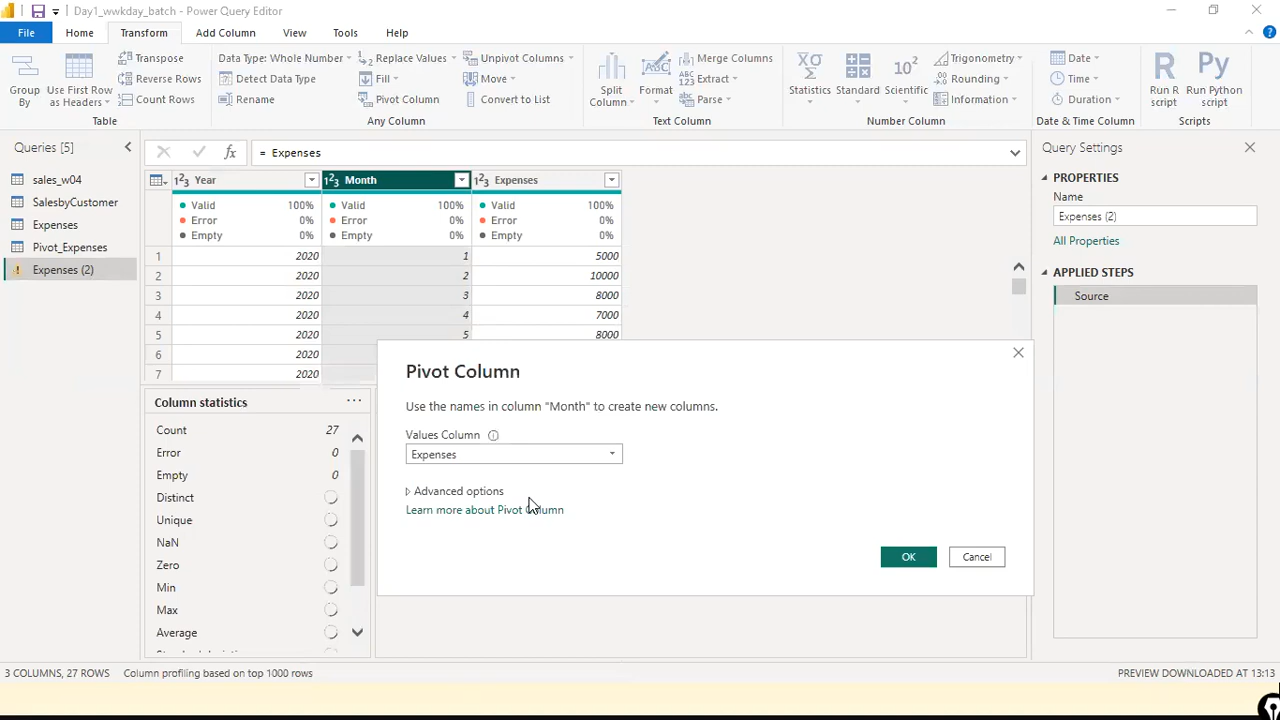 Day1_wwkday_batch - Power Query Editor
File Home Transform Add Column View Tools Help
Group By
Use First Row as Headers
Transpose
Reverse Rows
Count Rows
Table
Data Type: Whole Number
Detect Data Type
Rename
Replace Values
Fill
Pivot Column
Unpivot Columns
Move
Convert to List
Any Column
Split Column
Format
Merge Columns
Extract
Parse
Text Column
Statistics
Standard
Scientific
Trigonometry
Rounding
Information
Number Column
Date
Time
Duration
Date & Time Column
Run R script
Run Python script
Scripts
Queries [5]
sales_w04
SalesbyCustomer
Expenses
Pivot_Expenses
Expenses (2)
= Expenses
Year Month Expenses
Valid 100% Valid 100% Valid 100%
Error 0% Error 0% Error 0%
Empty 0% Empty 0% Empty 0%
1 2020 1 5000
2 2020 2 10000
3 2020 3 8000
4 2020 4 7000
5 2020 5 8000
6 2020
7 2020
Column statistics
Count 27
Error 0
Empty 0
Distinct
Unique
NaN
Zero
Min
Max
Average
Pivot Column
Use the names in column "Month" to create new columns.
Values Column
Expenses
Advanced options
Learn more about Pivot Column
OK Cancel
Query Settings
PROPERTIES
Name
Expenses (2)
All Properties
APPLIED STEPS
Source
3 COLUMNS, 27 ROWS Column profiling based on top 1000 rows
PREVIEW DOWNLOADED AT 13:13